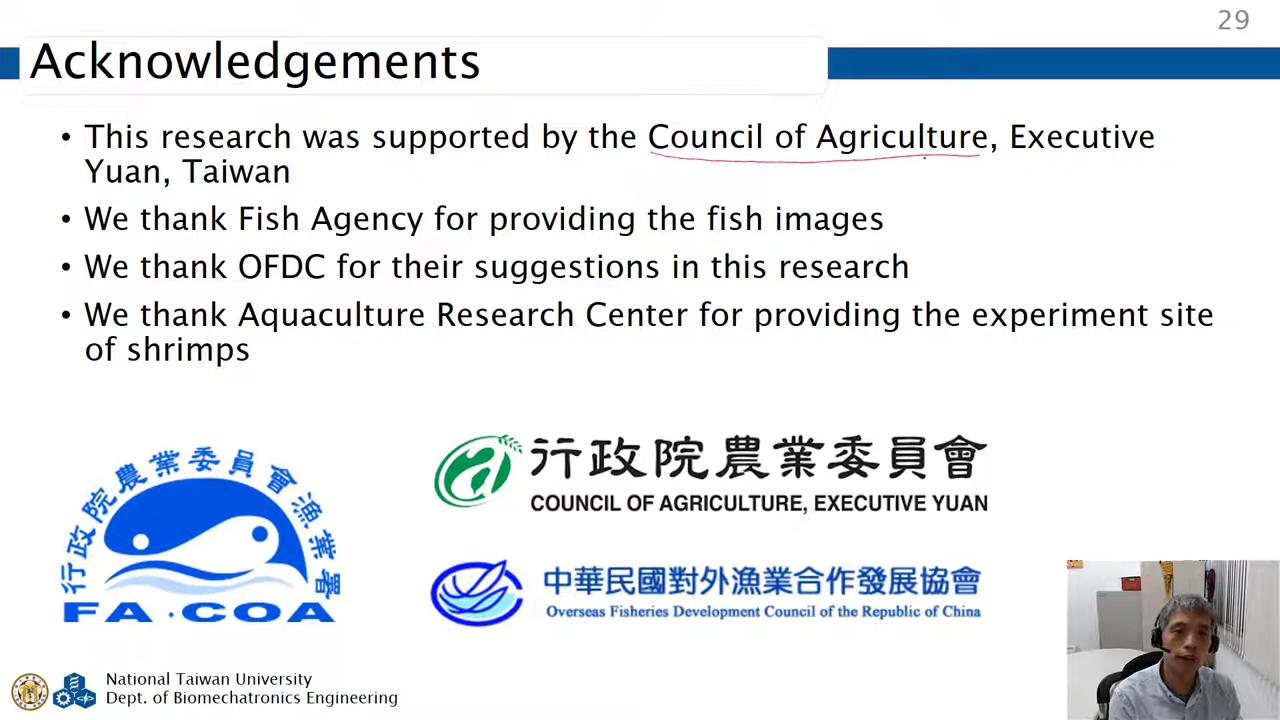 29
Acknowledgements
• This research was supported by the Council of Agriculture, Executive
Yuan, Taiwan
• We thank Fish Agency for providing the fish images
• We thank OFDC for their suggestions in this research
• We thank Aquaculture Research Center for providing the experiment site
of shrimps
行政院農業委員會漁業署
FA·COA
行政院農業委員會
COUNCIL OF AGRICULTURE, EXECUTIVE YUAN
中華民國對外漁業合作發展協會
Overseas Fisheries Development Council of the Republic of China
National Taiwan University
Dept. of Biomechatronics Engineering